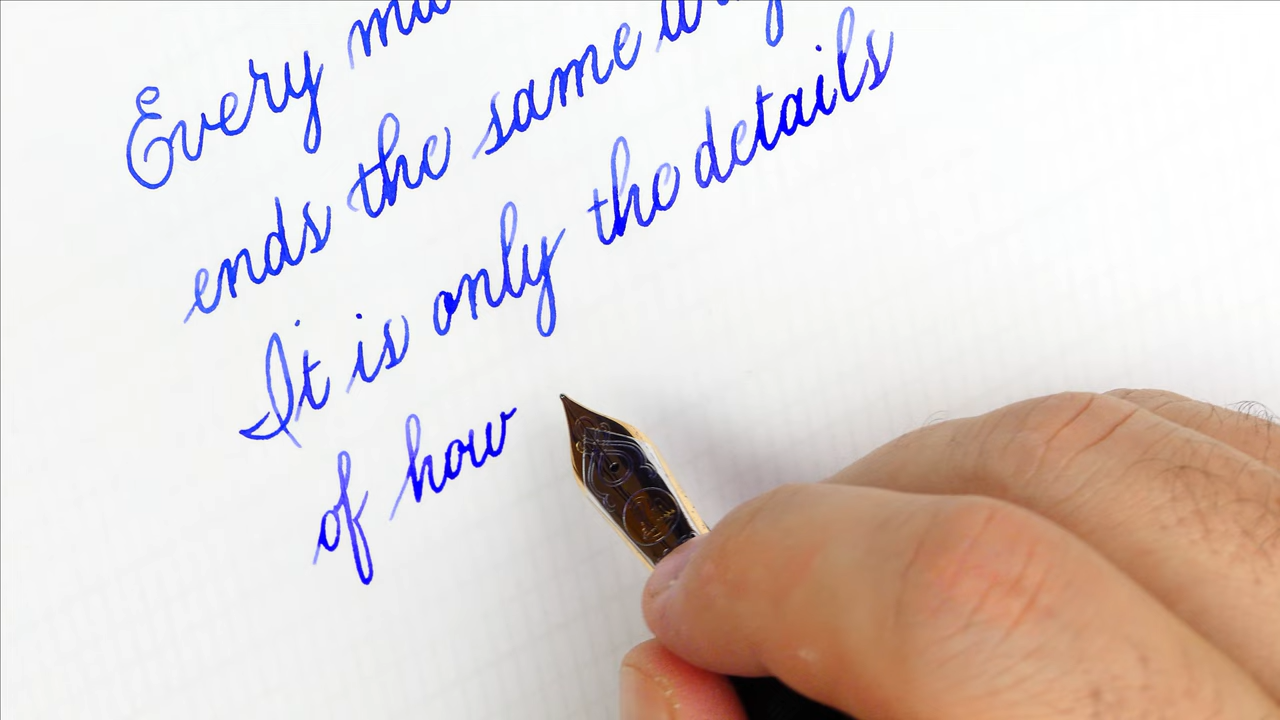 Every
ends the same
It is only the details
of how